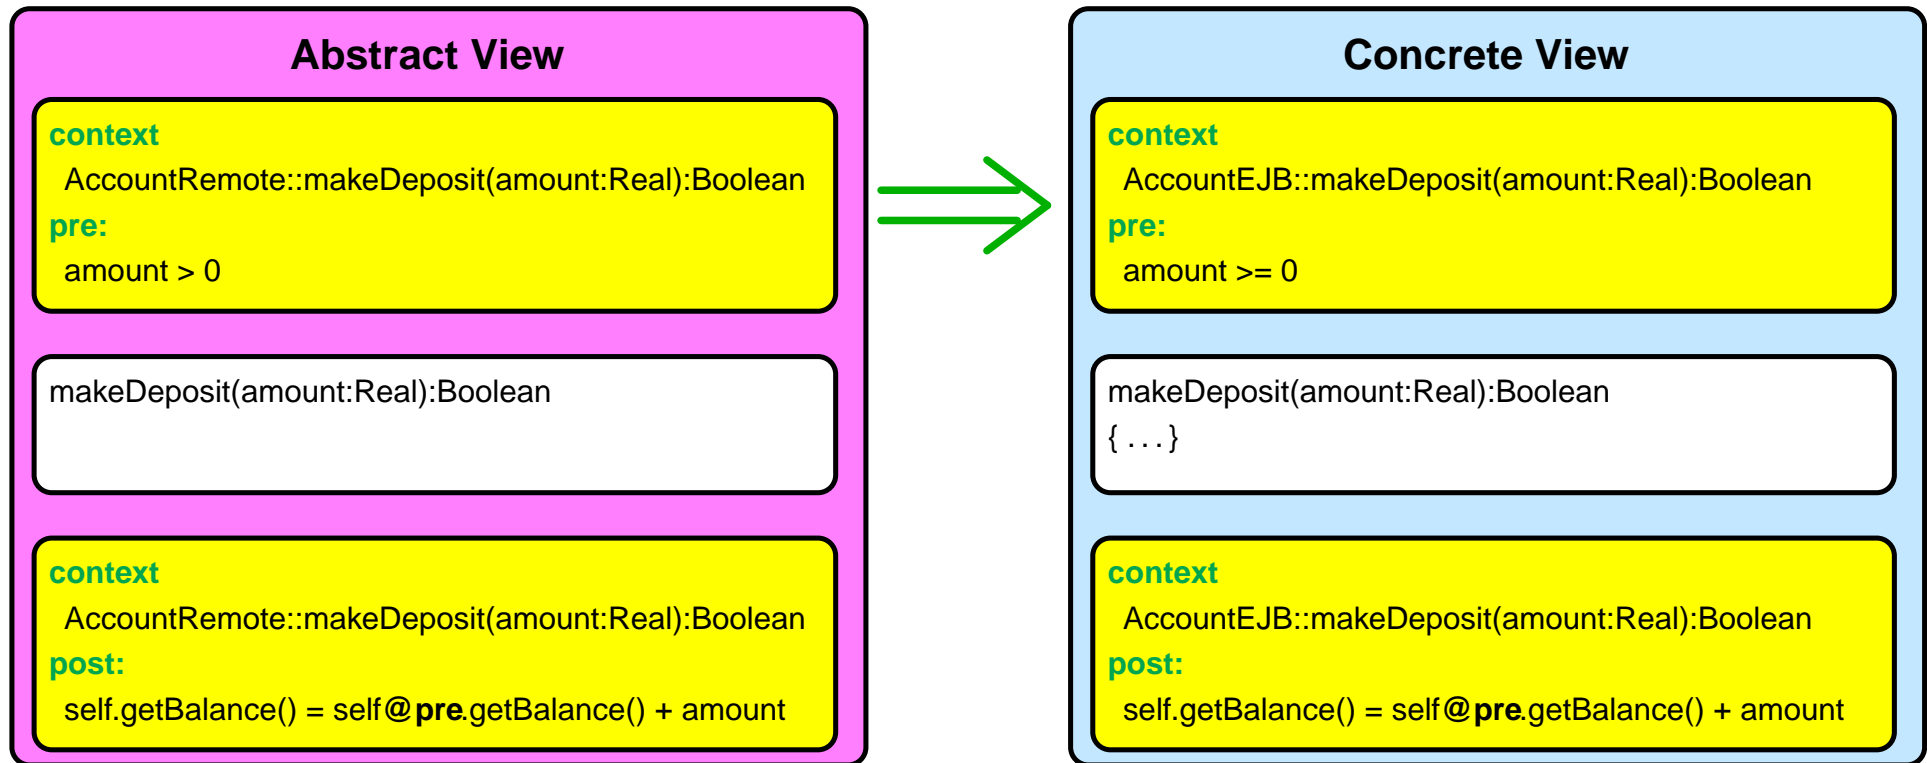 Abstract View
context
AccountRemote::makeDeposit(amount:Real):Boolean
pre:
amount > 0
makeDeposit(amount:Real):Boolean
context
AccountRemote::makeDeposit(amount:Real):Boolean
post:
self.getBalance() = self@pre.getBalance() + amount
Concrete View
context
AccountEJB::makeDeposit(amount:Real):Boolean
pre:
amount >= 0
makeDeposit(amount:Real):Boolean
{ . . . }
context
AccountEJB::makeDeposit(amount:Real):Boolean
post:
self.getBalance() = self@pre.getBalance() + amount